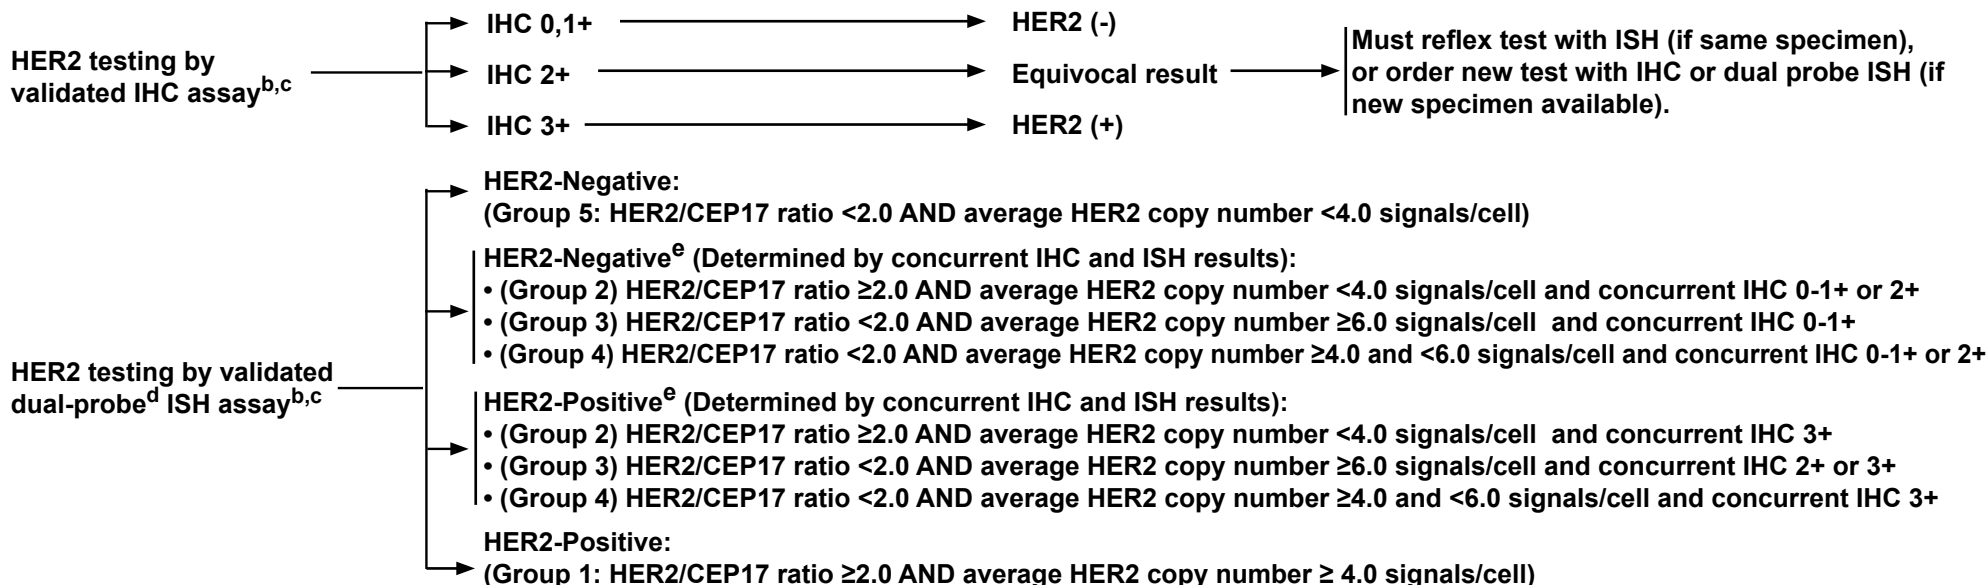 IHC 0,1+
HER2 (-)
HER2 testing by
validated IHC assayb,c
IHC 2+
Equivocal result
Must reflex test with ISH (if same specimen),
or order new test with IHC or dual probe ISH (if
new specimen available).
IHC 3+
HER2 (+)
HER2 testing by validated
dual-probed ISH assayb,c
HER2-Negative:
(Group 5: HER2/CEP17 ratio <2.0 AND average HER2 copy number <4.0 signals/cell)
HER2-Negativee (Determined by concurrent IHC and ISH results):
• (Group 2) HER2/CEP17 ratio ≥2.0 AND average HER2 copy number <4.0 signals/cell and concurrent IHC 0-1+ or 2+
• (Group 3) HER2/CEP17 ratio <2.0 AND average HER2 copy number ≥6.0 signals/cell and concurrent IHC 0-1+
• (Group 4) HER2/CEP17 ratio <2.0 AND average HER2 copy number ≥4.0 and <6.0 signals/cell and concurrent IHC 0-1+ or 2+
HER2-Positivee (Determined by concurrent IHC and ISH results):
• (Group 2) HER2/CEP17 ratio ≥2.0 AND average HER2 copy number <4.0 signals/cell and concurrent IHC 3+
• (Group 3) HER2/CEP17 ratio <2.0 AND average HER2 copy number ≥6.0 signals/cell and concurrent IHC 2+ or 3+
• (Group 4) HER2/CEP17 ratio <2.0 AND average HER2 copy number ≥4.0 and <6.0 signals/cell and concurrent IHC 3+
HER2-Positive:
(Group 1: HER2/CEP17 ratio ≥2.0 AND average HER2 copy number ≥ 4.0 signals/cell)